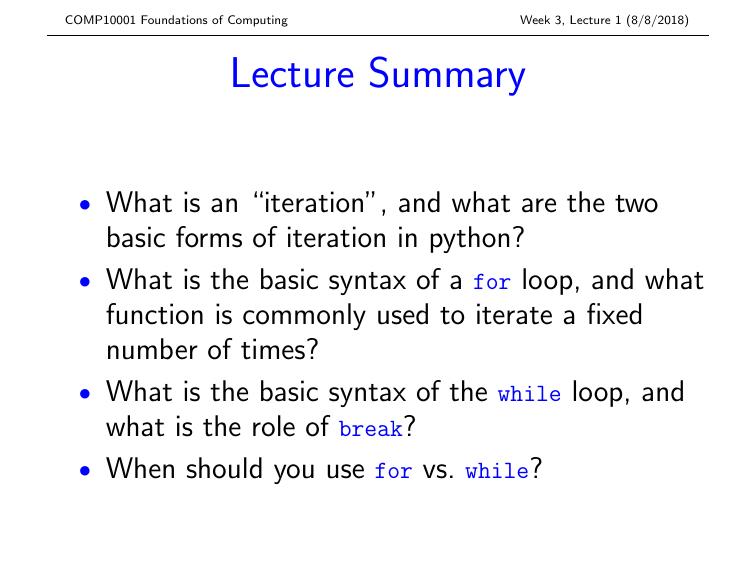 COMP10001 Foundations of Computing Week 3, Lecture 1 (8/8/2018)
Lecture Summary
• What is an “iteration”, and what are the two
basic forms of iteration in python?
• What is the basic syntax of a for loop, and what
function is commonly used to iterate a fixed
number of times?
• What is the basic syntax of the while loop, and
what is the role of break?
• When should you use for vs. while?